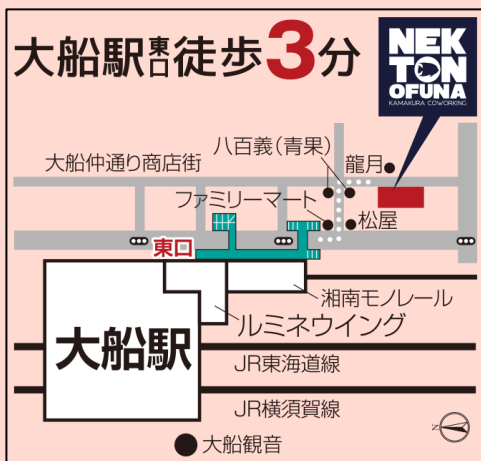 大船駅東口徒歩3分
NEK
TON
OFUNA
KAMAKURA COWORKING
八百義(青果)
大船仲通り商店街
龍月
ファミリーマート
松屋
東口
湘南モノレール
ルミネウイング
大船駅
JR東海道線
JR横須賀線
N
大船観音